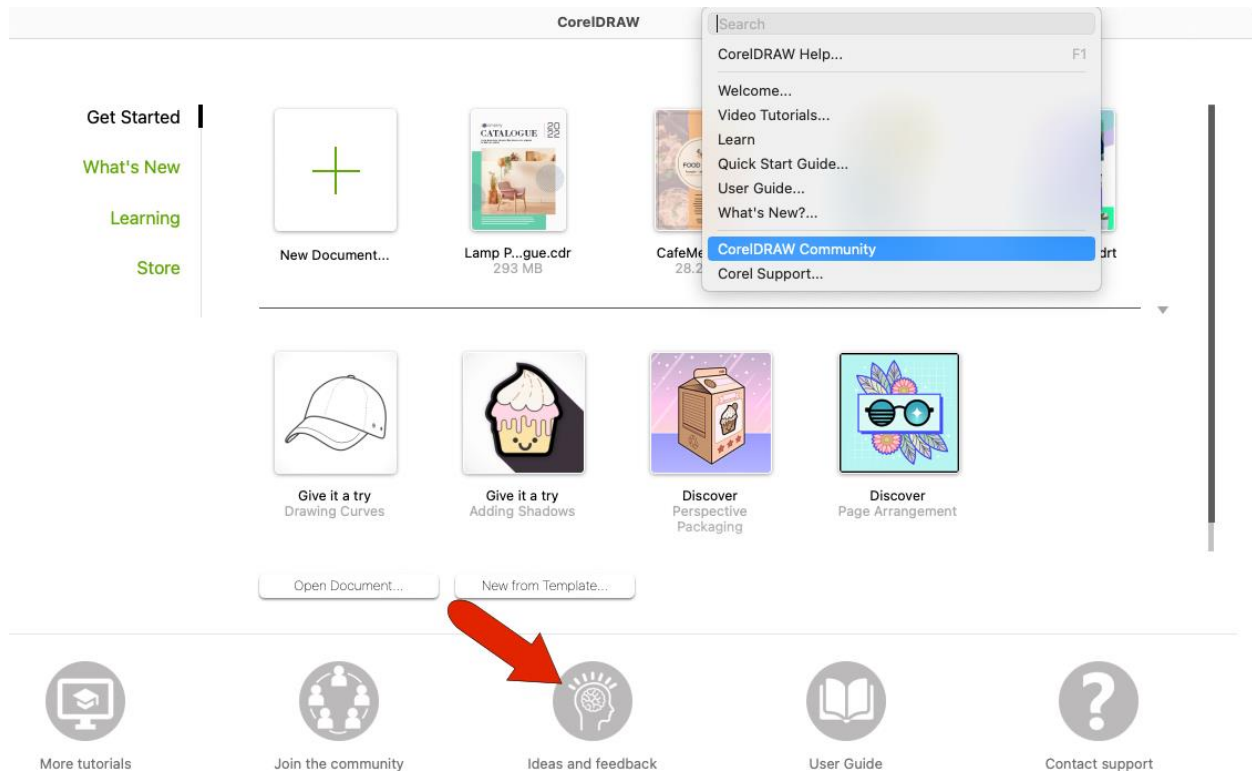 CorelDRAW
Search
CorelDRAW Help... F1
Welcome...
Video Tutorials...
Learn
Quick Start Guide...
User Guide...
What's New?...
CorelDRAW Community
Corel Support...
Get Started
What's New
Learning
Store
CATALOGUE
FOOD
New Document...
Lamp P...gue.cdr
293 MB
CafeMe
28.2
drt
Give it a try
Drawing Curves
Give it a try
Adding Shadows
Discover
Perspective
Packaging
Discover
Page Arrangement
Open Document...
New from Template...
More tutorials
Join the community
Ideas and feedback
User Guide
Contact support